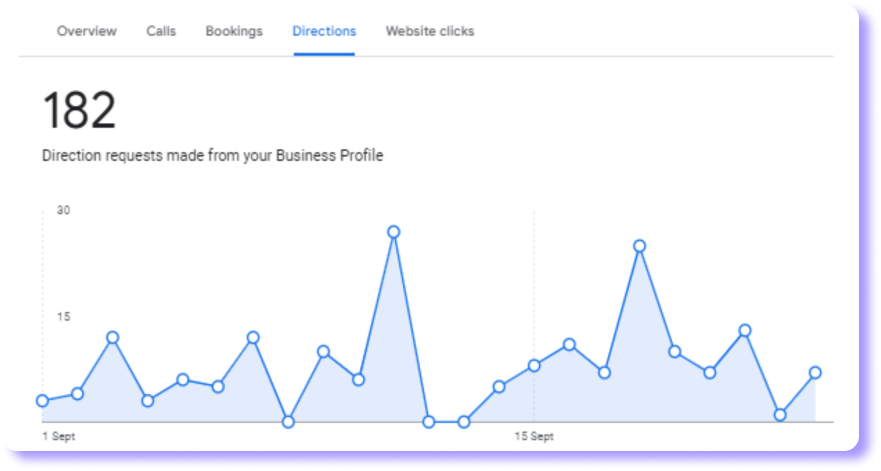 Overview Calls Bookings Directions Website clicks
182
Direction requests made from your Business Profile
30
15
1 Sept 15 Sept